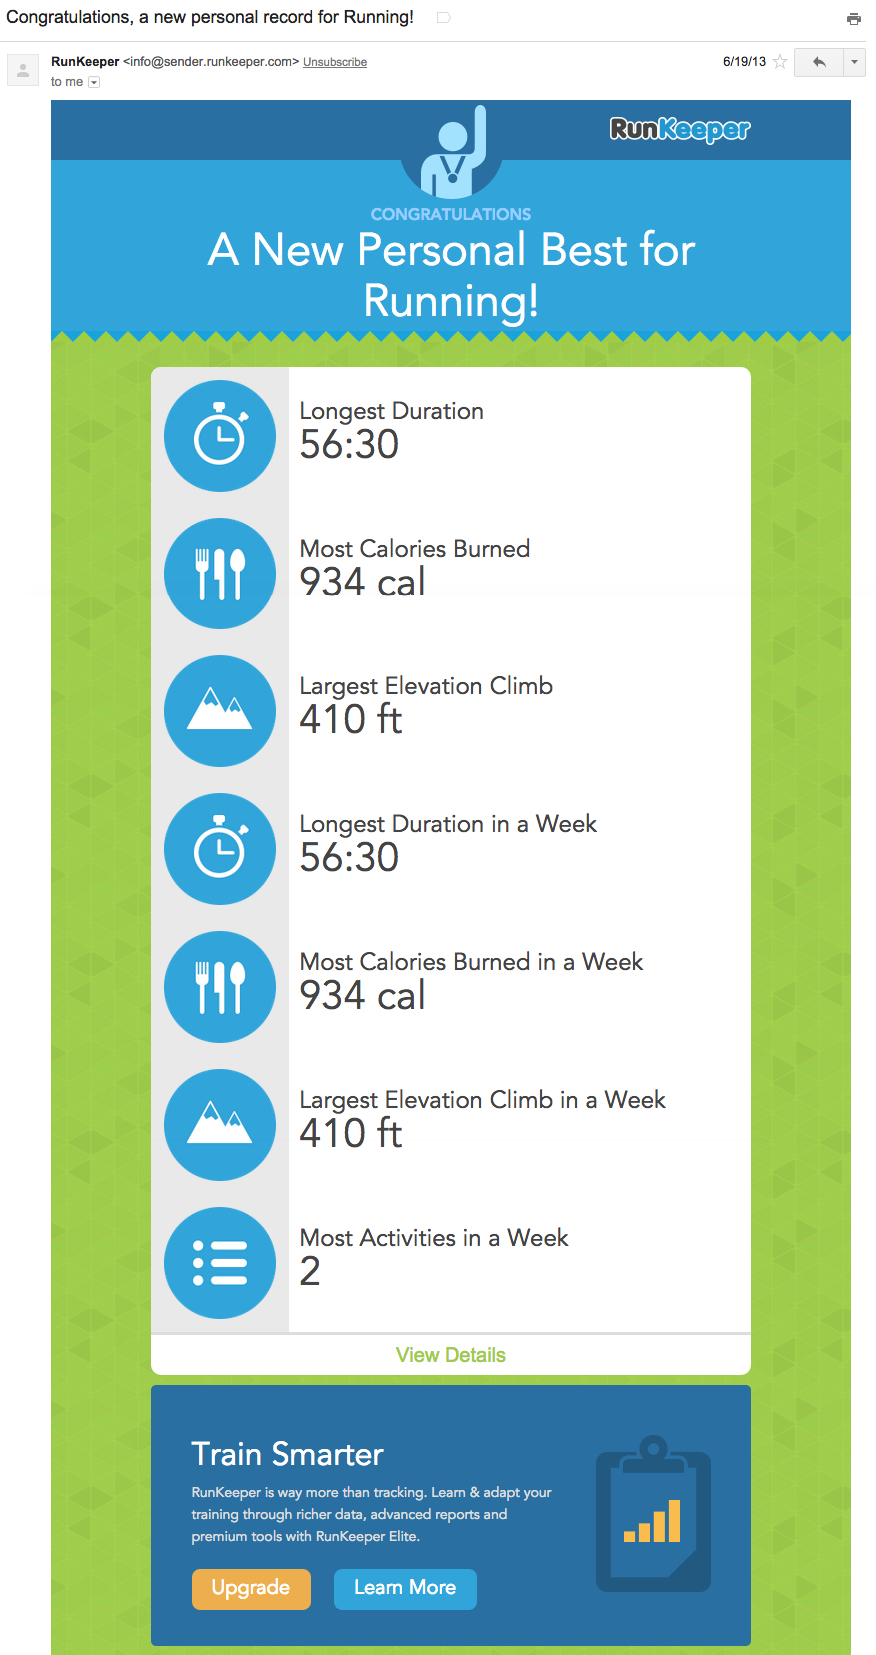 Congratulations, a new personal record for Running!
RunKeeper <info@sender.runkeeper.com> Unsubscribe 6/19/13
to me
RunKeeper
CONGRATULATIONS
A New Personal Best for
Running!
Longest Duration
56:30
Most Calories Burned
934 cal
Largest Elevation Climb
410 ft
Longest Duration in a Week
56:30
Most Calories Burned in a Week
934 cal
Largest Elevation Climb in a Week
410 ft
Most Activities in a Week
2
View Details
Train Smarter
RunKeeper is way more than tracking. Learn & adapt your
training through richer data, advanced reports and
premium tools with RunKeeper Elite.
Upgrade Learn More